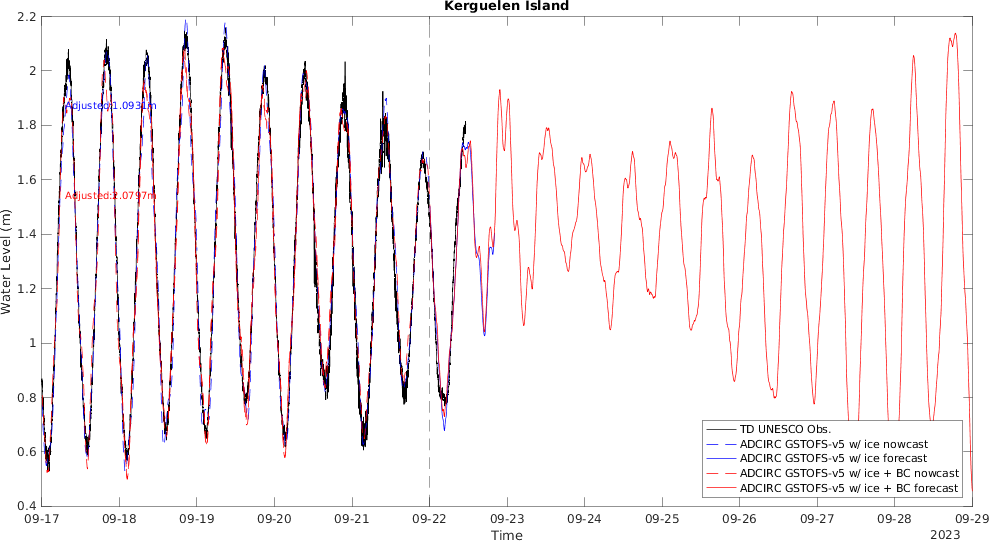 Kerguelen Island
2.2
2
1.8
1.6
1.4
1.2
1
0.8
0.6
0.4
Water Level (m)
Adjusted:1.0931m
Adjusted:2.0797m
TD UNESCO Obs.
ADCIRC GSTOFS-v5 w/ ice nowcast
ADCIRC GSTOFS-v5 w/ ice forecast
ADCIRC GSTOFS-v5 w/ ice + BC nowcast
ADCIRC GSTOFS-v5 w/ ice + BC forecast
09-17 09-18 09-19 09-20 09-21 09-22 09-23 09-24 09-25 09-26 09-27 09-28 09-29
Time
2023